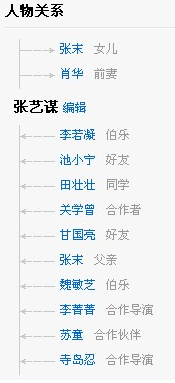 人物关系
张末 女儿
肖华 前妻
张艺谋 编辑
李若凝 伯乐
池小宁 好友
田壮壮 同学
关学曾 合作者
甘国亮 好友
张末 父亲
魏敏芝 伯乐
李菁菁 合作导演
苏童 合作伙伴
寺岛忍 合作导演